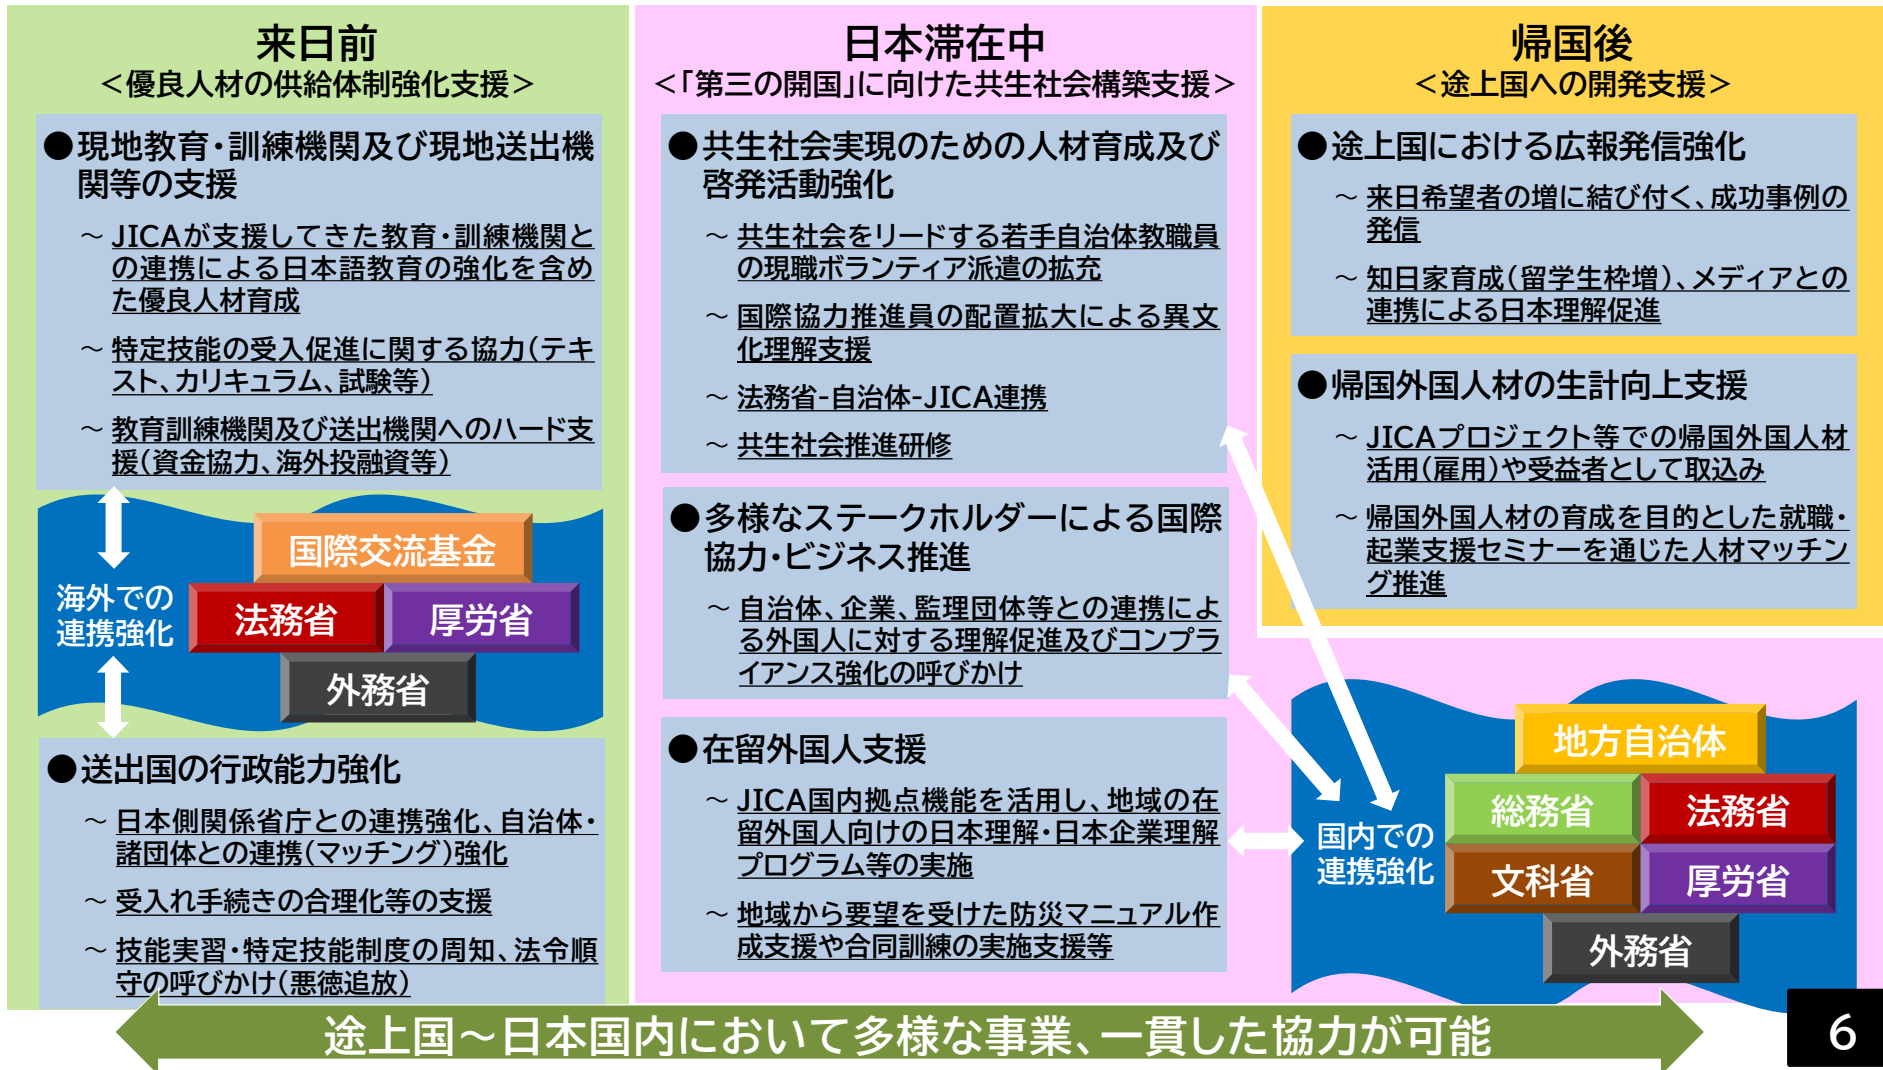 来日前
＜優良人材の供給体制強化支援＞
●現地教育・訓練機関及び現地送出機
関等の支援
～ JICAが支援してきた教育・訓練機関と
の連携による日本語教育の強化を含め
た優良人材育成
～ 特定技能の受入促進に関する協力（テキ
スト、カリキュラム、試験等）
～ 教育訓練機関及び送出機関へのハード支
援（資金協力、海外投融資等）
海外での
連携強化
国際交流基金
法務省
厚労省
外務省
●送出国の行政能力強化
～ 日本側関係省庁との連携強化、自治体・
諸団体との連携（マッチング）強化
～ 受入れ手続きの合理化等の支援
～ 技能実習・特定技能制度の周知、法令順
守の呼びかけ（悪徳追放）
日本滞在中
＜「第三の開国」に向けた共生社会構築支援＞
●共生社会実現のための人材育成及び
啓発活動強化
～ 共生社会をリードする若手自治体教職員
の現職ボランティア派遣の拡充
～ 国際協力推進員の配置拡大による異文
化理解支援
～ 法務省-自治体-JICA連携
～ 共生社会推進研修
●多様なステークホルダーによる国際
協力・ビジネス推進
～ 自治体、企業、監理団体等との連携によ
る外国人に対する理解促進及びコンプラ
イアンス強化の呼びかけ
●在留外国人支援
～ JICA国内拠点機能を活用し、地域の在
留外国人向けの日本理解・日本企業理解
プログラム等の実施
～ 地域から要望を受けた防災マニュアル作
成支援や合同訓練の実施支援等
帰国後
＜途上国への開発支援＞
●途上国における広報発信強化
～ 来日希望者の増に結び付く、成功事例の
発信
～ 知日家育成（留学生枠増）、メディアとの
連携による日本理解促進
●帰国外国人材の生計向上支援
～ JICAプロジェクト等での帰国外国人材
活用（雇用）や受益者として取込み
～ 帰国外国人材の育成を目的とした就職・
起業支援セミナーを通じた人材マッチン
グ推進
国内での
連携強化
地方自治体
総務省
法務省
文科省
厚労省
外務省
途上国～日本国内において多様な事業、一貫した協力が可能
6